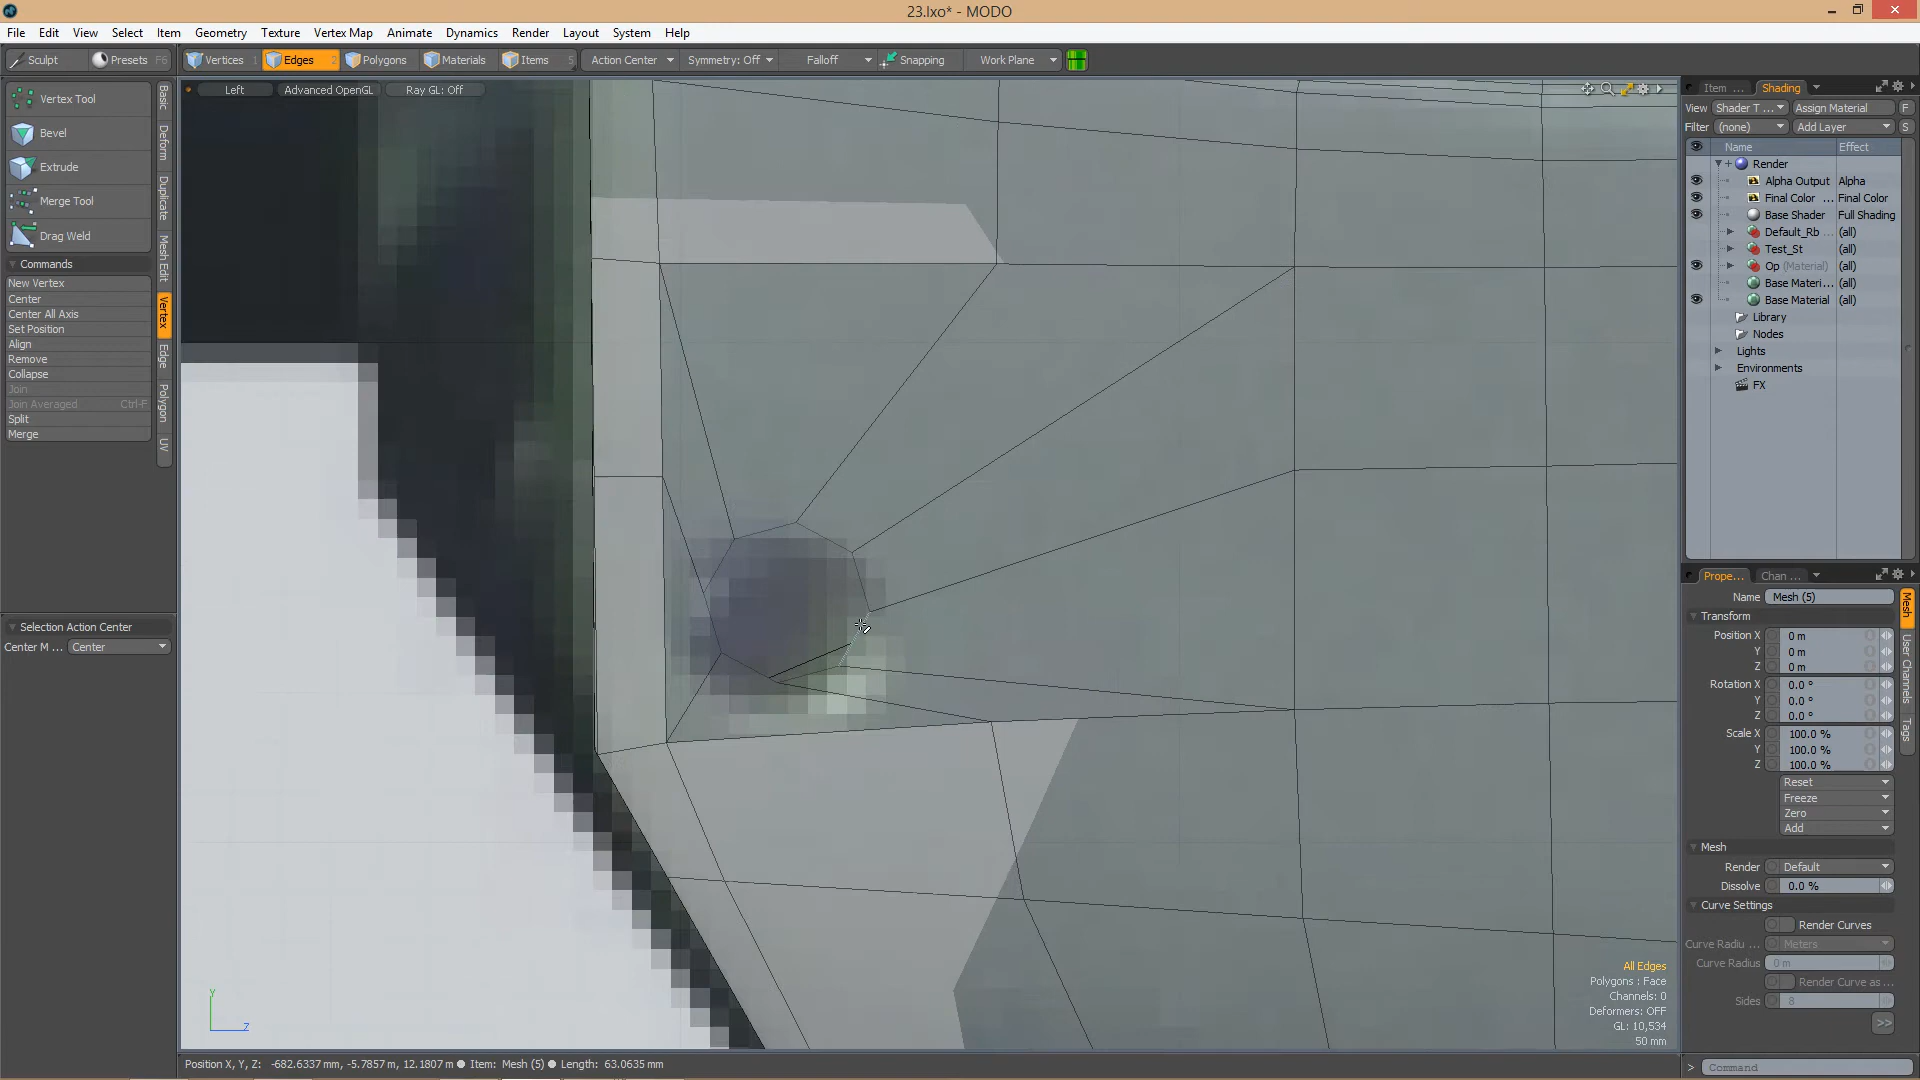 23.lxo* - MODO
File Edit View Select Item Geometry Texture Vertex Map Animate Dynamics Render Layout System Help
Sculpt Presets F6 Vertices 1 Edges 2 Polygons Materials Items 5 Action Center Symmetry: Off Falloff Snapping Work Plane
Left Advanced OpenGL Ray GL: Off
Vertex Tool
Bevel
Extrude
Merge Tool
Drag Weld
Commands
New Vertex
Center
Center All Axis
Set Position
Align
Remove
Collapse
Join
Join Averaged Ctrl-F
Split
Merge
Basic
Deform
Duplicate
Mesh Edit
Vertex
Edge
Polygon
UV
Selection Action Center
Center M ... Center
All Edges
Polygons : Face
Channels: 0
Deformers: OFF
GL: 10,534
50 mm
Y
Z
Position X, Y, Z: -682.6337 mm, -5.7857 m, 12.1807 m Item: Mesh (5) Length: 63.0635 mm
Item ... Shading
View Shader T ... Assign Material F
Filter (none) Add Layer S
Name Effect
Render
Alpha Output Alpha
Final Color ... Final Color
Base Shader Full Shading
Default_Rb ... (all)
Test_St (all)
Op (Material) (all)
Base Materi... (all)
Base Material (all)
Library
Nodes
Lights
Environments
FX
Prope... Chan ...
Name Mesh (5)
Transform
Position X 0 m
Y 0 m
Z 0 m
Rotation X 0.0 °
Y 0.0 °
Z 0.0 °
Scale X 100.0 %
Y 100.0 %
Z 100.0 %
Reset
Freeze
Zero
Add
Mesh
Render Default
Dissolve 0.0 %
Curve Settings
Render Curves
Curve Radiu ... Meters
Curve Radius 0 m
Render Curve as ...
Sides 8
>>
Mesh
User Channels
Tags
> Command